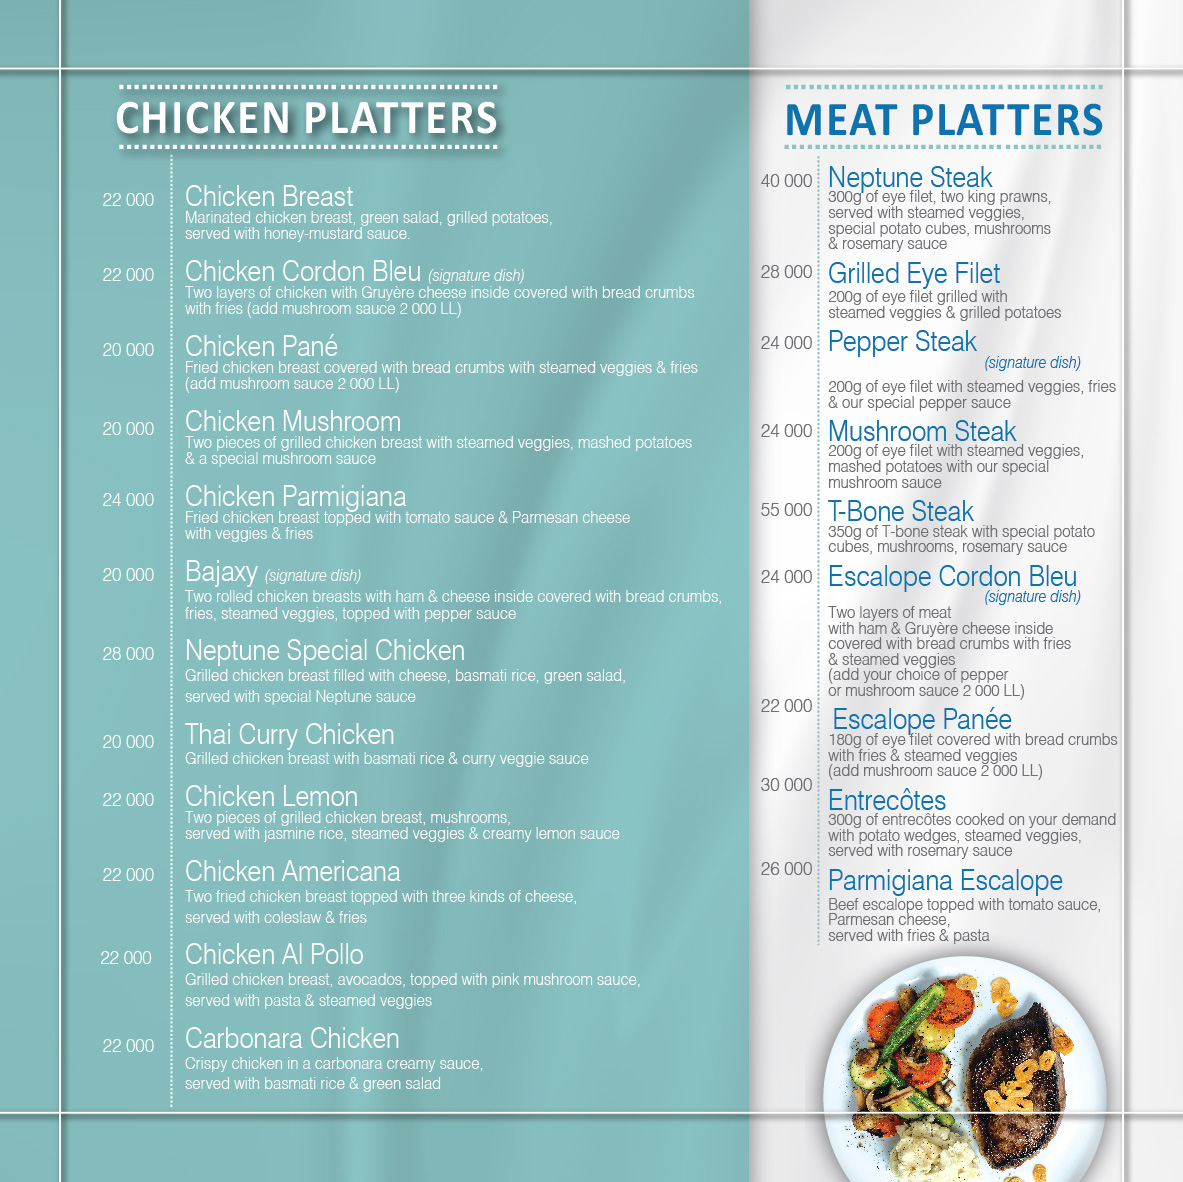 CHICKEN PLATTERS
22 000
Chicken Breast
Marinated chicken breast, green salad, grilled potatoes,
served with honey-mustard sauce.
22 000
Chicken Cordon Bleu (signature dish)
Two layers of chicken with Gruyère cheese inside covered with bread crumbs
with fries (add mushroom sauce 2 000 LL)
20 000
Chicken Pané
Fried chicken breast covered with bread crumbs with steamed veggies & fries
(add mushroom sauce 2 000 LL)
20 000
Chicken Mushroom
Two pieces of grilled chicken breast with steamed veggies, mashed potatoes
& a special mushroom sauce
24 000
Chicken Parmigiana
Fried chicken breast topped with tomato sauce & Parmesan cheese
with veggies & fries
20 000
Bajaxy (signature dish)
Two rolled chicken breasts with ham & cheese inside covered with bread crumbs,
fries, steamed veggies, topped with pepper sauce
28 000
Neptune Special Chicken
Grilled chicken breast filled with cheese, basmati rice, green salad,
served with special Neptune sauce
20 000
Thai Curry Chicken
Grilled chicken breast with basmati rice & curry veggie sauce
22 000
Chicken Lemon
Two pieces of grilled chicken breast, mushrooms,
served with jasmine rice, steamed veggies & creamy lemon sauce
22 000
Chicken Americana
Two fried chicken breast topped with three kinds of cheese,
served with coleslaw & fries
22 000
Chicken Al Pollo
Grilled chicken breast, avocados, topped with pink mushroom sauce,
served with pasta & steamed veggies
22 000
Carbonara Chicken
Crispy chicken in a carbonara creamy sauce,
served with basmati rice & green salad
MEAT PLATTERS
40 000
Neptune Steak
300g of eye filet, two king prawns,
served with steamed veggies,
special potato cubes, mushrooms
& rosemary sauce
28 000
Grilled Eye Filet
200g of eye filet grilled with
steamed veggies & grilled potatoes
24 000
Pepper Steak
(signature dish)
200g of eye filet with steamed veggies, fries
& our special pepper sauce
24 000
Mushroom Steak
200g of eye filet with steamed veggies,
mashed potatoes with our special
mushroom sauce
55 000
T-Bone Steak
350g of T-bone steak with special potato
cubes, mushrooms, rosemary sauce
24 000
Escalope Cordon Bleu
(signature dish)
Two layers of meat
with ham & Gruyère cheese inside
covered with bread crumbs with fries
& steamed veggies
(add your choice of pepper
or mushroom sauce 2 000 LL)
22 000
Escalope Panée
180g of eye filet covered with bread crumbs
with fries & steamed veggies
(add mushroom sauce 2 000 LL)
30 000
Entrecôtes
300g of entrecôtes cooked on your demand
with potato wedges, steamed veggies,
served with rosemary sauce
26 000
Parmigiana Escalope
Beef escalope topped with tomato sauce,
Parmesan cheese,
served with fries & pasta